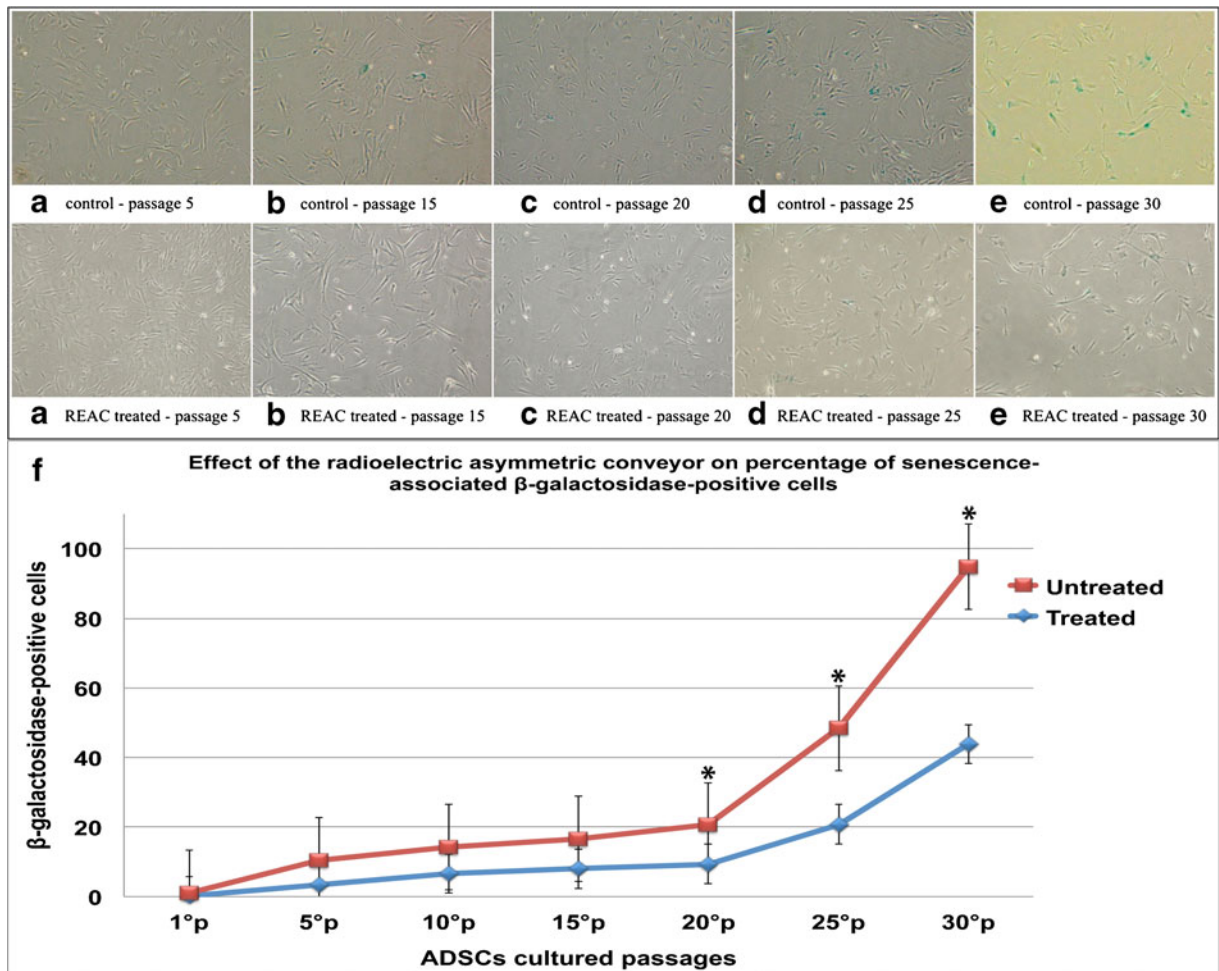 a control - passage 5
b control - passage 15
c control - passage 20
d control - passage 25
e control - passage 30
a REAC treated - passage 5
b REAC treated - passage 15
c REAC treated - passage 20
d REAC treated - passage 25
e REAC treated - passage 30
f
Effect of the radioelectric asymmetric conveyor on percentage of senescence-
associated β-galactosidase-positive cells
β-galactosidase-positive cells
100
80
60
40
20
0
*
*
*
Untreated
Treated
1°p 5°p 10°p 15°p 20°p 25°p 30°p
ADSCs cultured passages